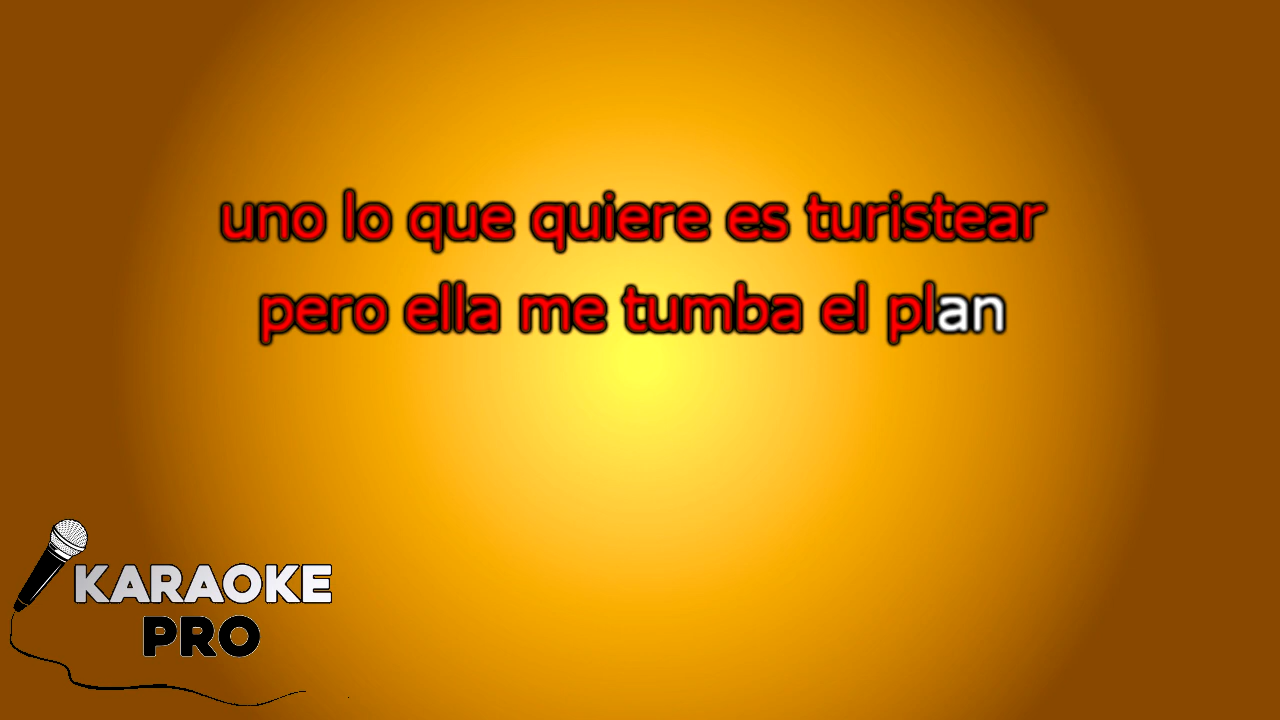 uno lo que quiere es turistear
pero ella me tumba el plan
KARAOKE
PRO